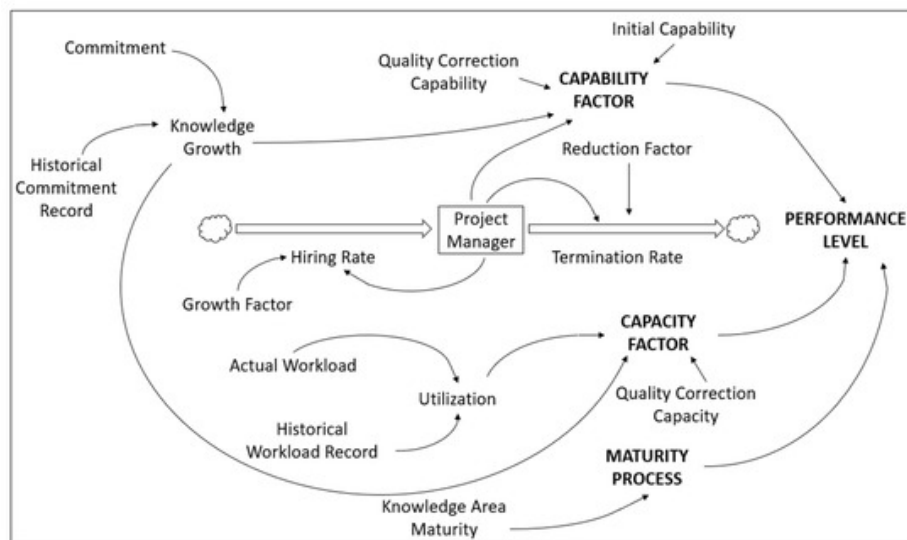 Commitment
Initial Capability
Quality Correction
Capability
CAPABILITY
FACTOR
Knowledge
Growth
Historical
Commitment
Record
Reduction Factor
Project
Manager
PERFORMANCE
LEVEL
Hiring Rate
Termination Rate
Growth Factor
CAPACITY
FACTOR
Actual Workload
Utilization
Quality Correction
Capacity
Historical
Workload Record
MATURITY
PROCESS
Knowledge Area
Maturity